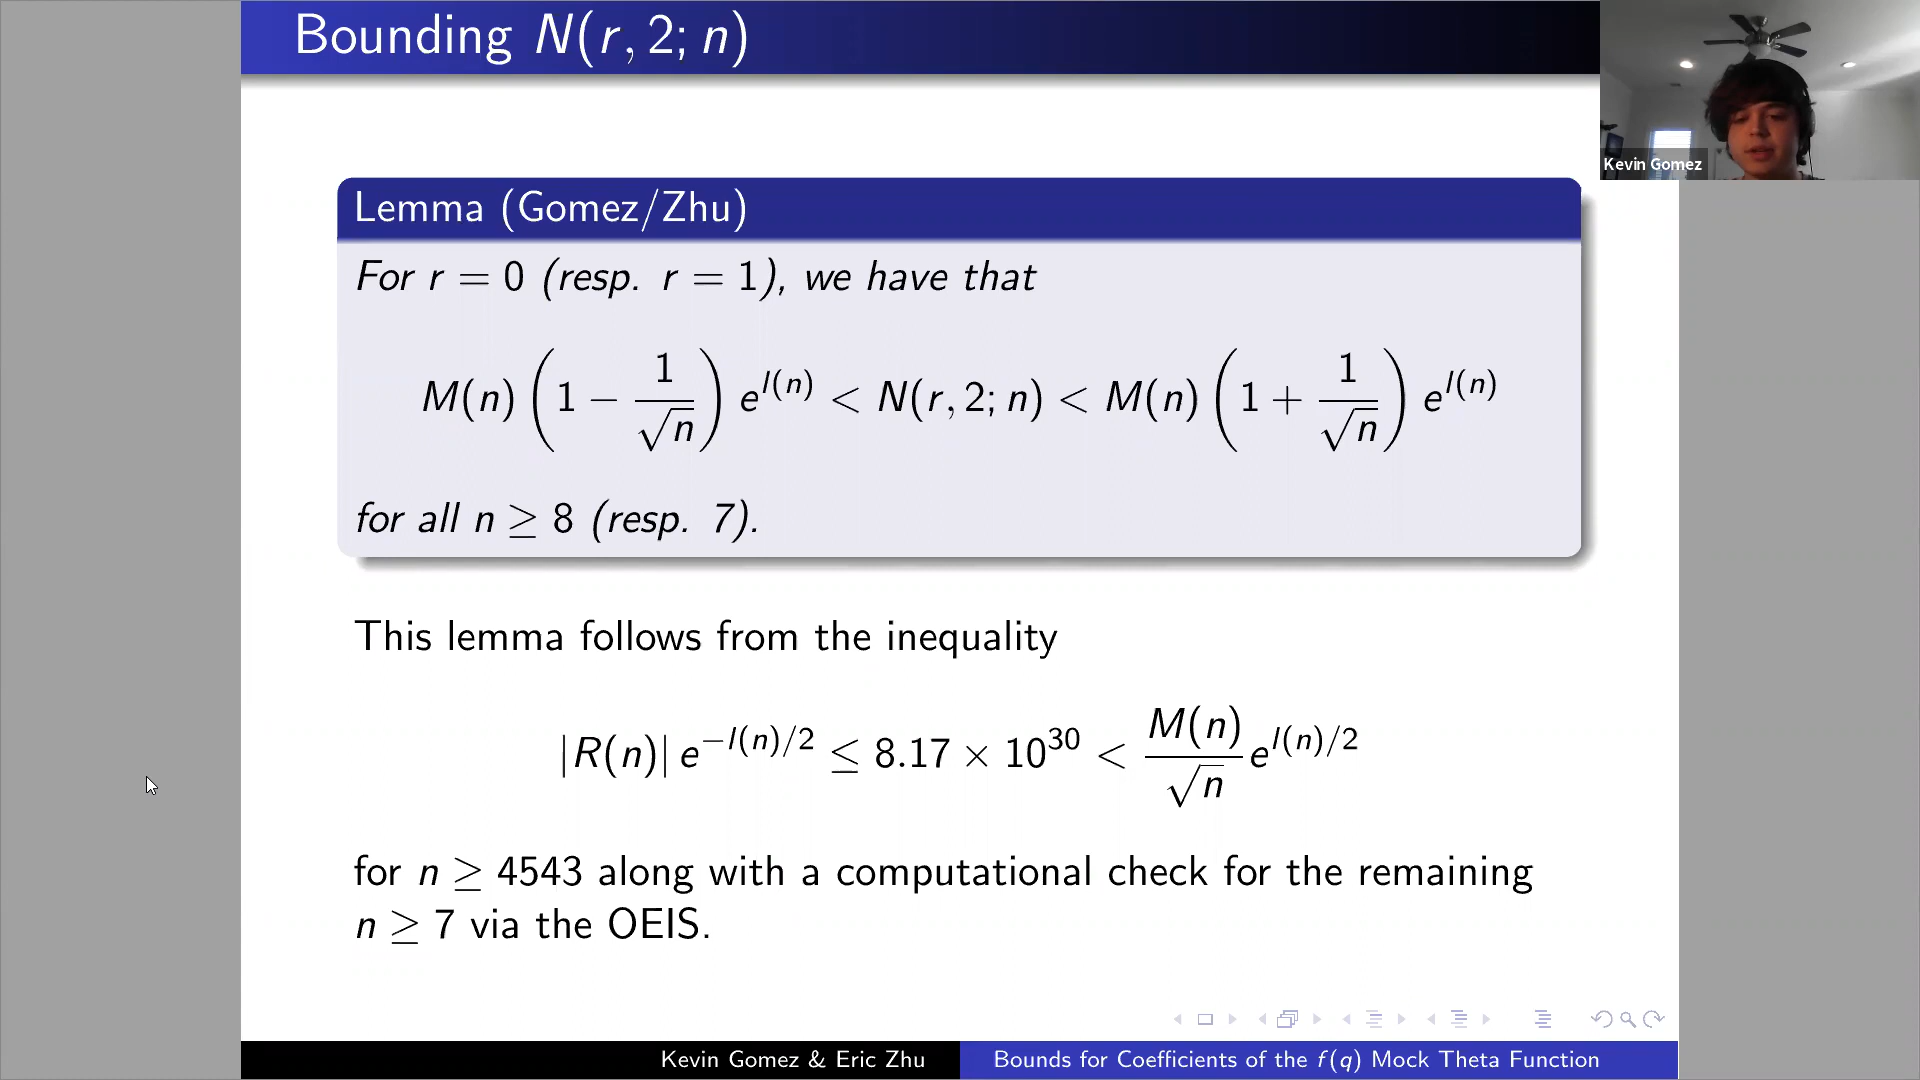 Bounding N(r, 2; n)
Kevin Gomez
Lemma (Gomez/Zhu)
For r = 0 (resp. r = 1), we have that
M(n) (1 − 1/√n) e^{l(n)} < N(r, 2; n) < M(n) (1 + 1/√n) e^{l(n)}
for all n ≥ 8 (resp. 7).
This lemma follows from the inequality
|R(n)| e^{−l(n)/2} ≤ 8.17 × 10^{30} < M(n)/√n e^{l(n)/2}
for n ≥ 4543 along with a computational check for the remaining
n ≥ 7 via the OEIS.
Kevin Gomez & Eric Zhu
Bounds for Coefficients of the f(q) Mock Theta Function